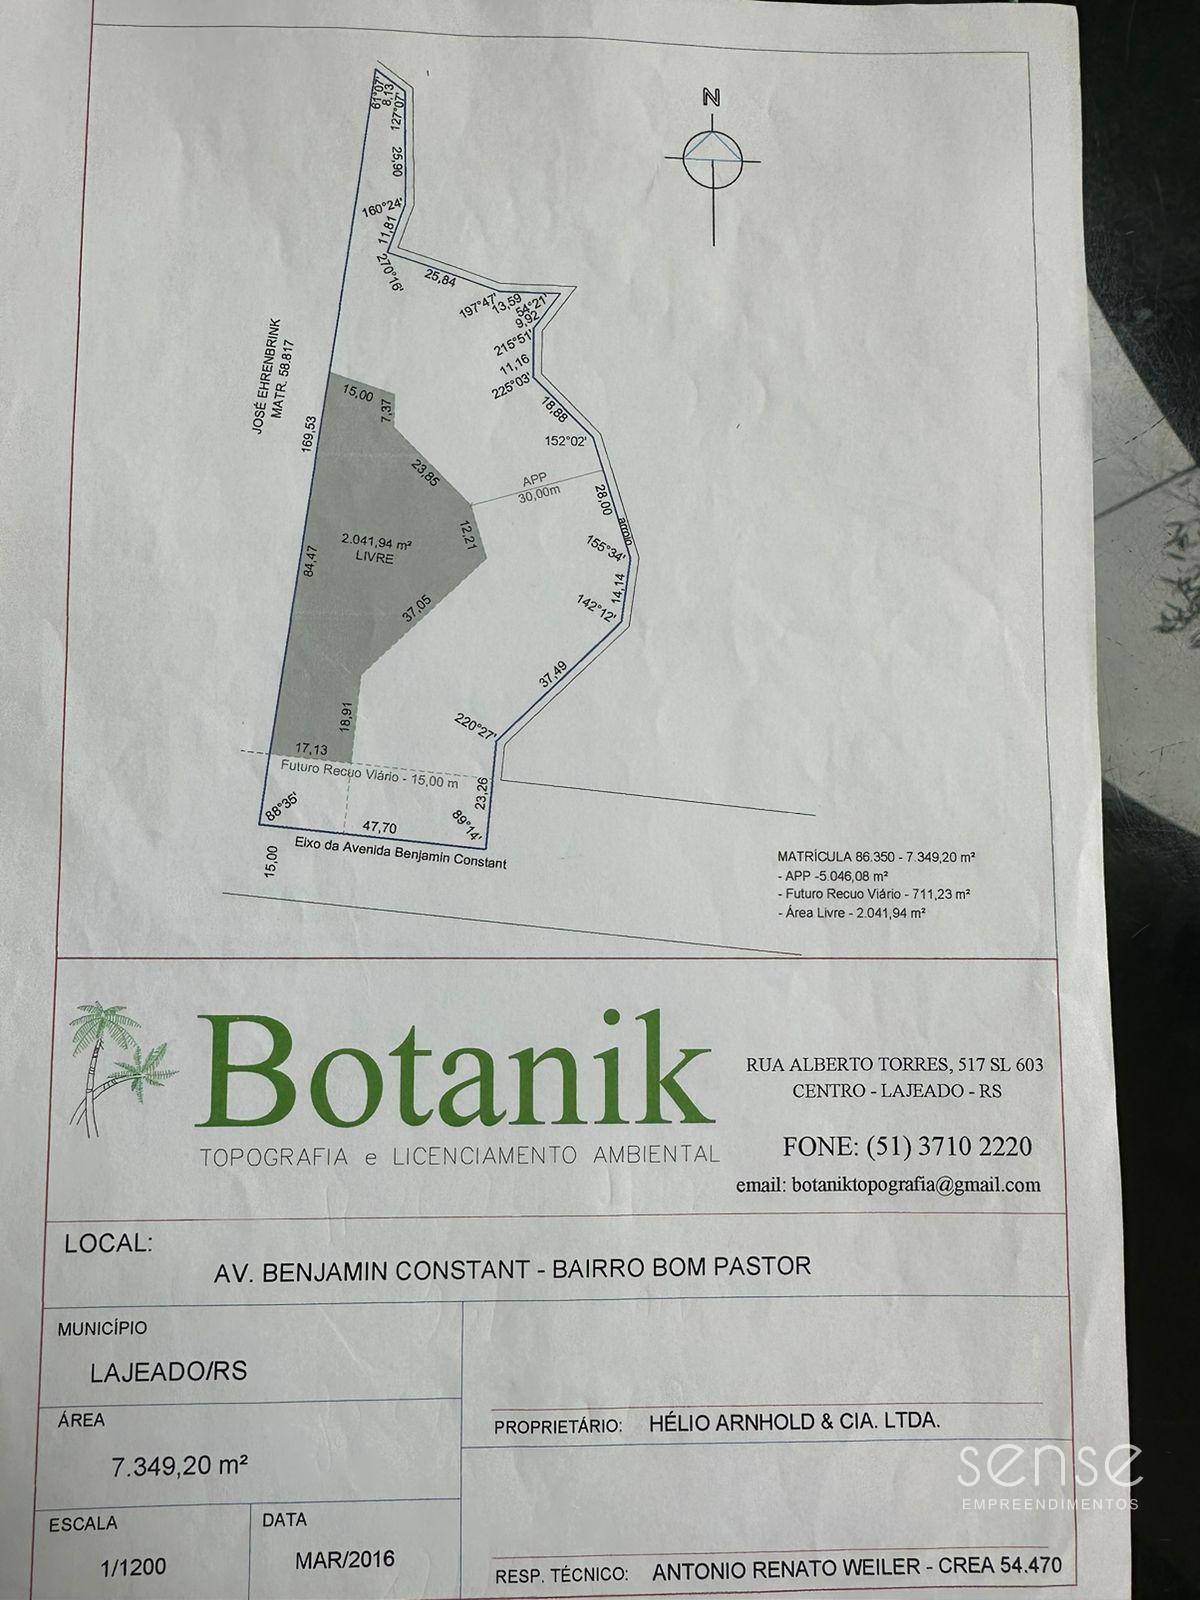 N
61°07'
8,13
127°07'
25,90
160°24'
11,81
270°16'
25,84
197°47'
13,59
54°21'
9,92
215°51'
11,16
225°03'
18,88
152°02'
JOSÉ EHRENBRINK
MATR. 58.817
169,53
15,00
7,37
23,85
APP
30,00m
28,00
arroio
12,21
155°34'
2.041,94 m²
LIVRE
84,47
14,14
142°12'
37,05
37,49
18,91
220°27'
17,13
Futuro Recuo Viário - 15,00 m
23,26
88°35'
89°14'
47,70
Eixo da Avenida Benjamin Constant
15,00
MATRÍCULA 86.350 - 7.349,20 m²
- APP -5.046,08 m²
- Futuro Recuo Viário - 711,23 m²
- Área Livre - 2.041,94 m²
Botanik
TOPOGRAFIA e LICENCIAMENTO AMBIENTAL
RUA ALBERTO TORRES, 517 SL 603
CENTRO - LAJEADO - RS
FONE: (51) 3710 2220
email: botaniktopografia@gmail.com
LOCAL:
AV. BENJAMIN CONSTANT - BAIRRO BOM PASTOR
MUNICÍPIO
LAJEADO/RS
ÁREA
7.349,20 m²
PROPRIETÁRIO: HÉLIO ARNHOLD & CIA. LTDA.
sense
EMPREENDIMENTOS
ESCALA
1/1200
DATA
MAR/2016
RESP. TÉCNICO: ANTONIO RENATO WEILER - CREA 54.470